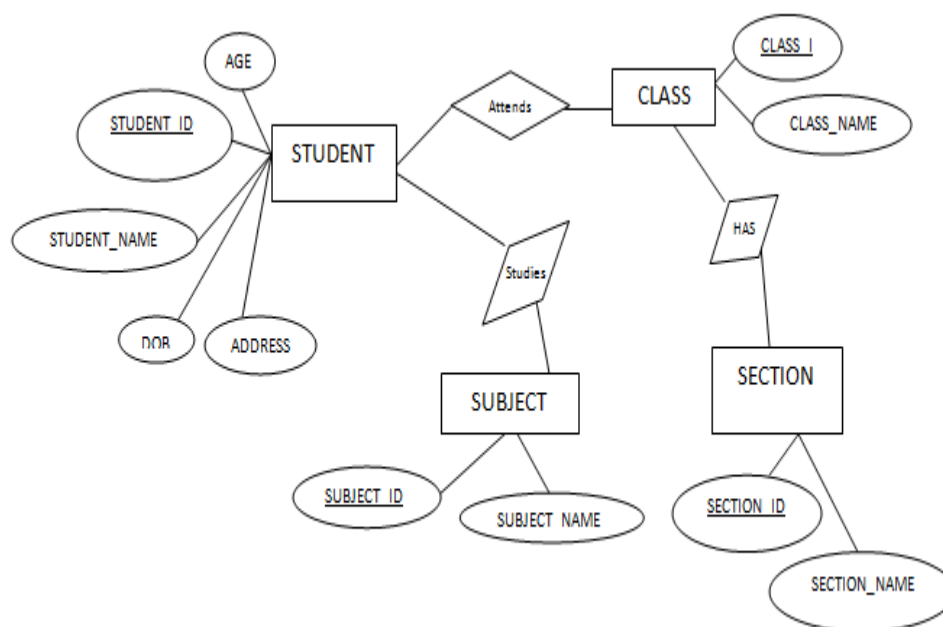 AGE
CLASS_I
STUDENT_ID
Attends
CLASS
CLASS_NAME
STUDENT
STUDENT_NAME
HAS
Studies
DOB
ADDRESS
SECTION
SUBJECT
SUBJECT_ID
SUBJECT_NAME
SECTION_ID
SECTION_NAME